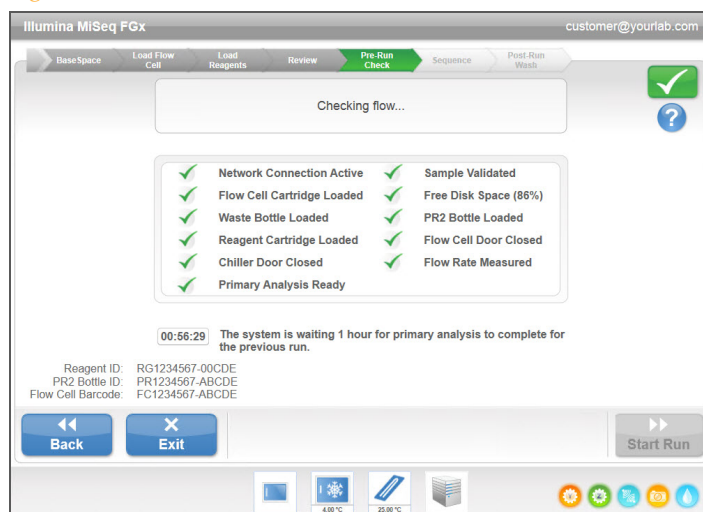 Illumina MiSeq FGx
customer@yourlab.com
BaseSpace
Load Flow
Cell
Load
Reagents
Review
Pre-Run
Check
Sequence
Post-Run
Wash
Checking flow...
Network Connection Active
Sample Validated
Flow Cell Cartridge Loaded
Free Disk Space (86%)
Waste Bottle Loaded
PR2 Bottle Loaded
Reagent Cartridge Loaded
Flow Cell Door Closed
Chiller Door Closed
Flow Rate Measured
Primary Analysis Ready
00:56:29
The system is waiting 1 hour for primary analysis to complete for
the previous run.
Reagent ID: RG1234567-00CDE
PR2 Bottle ID: PR1234567-ABCDE
Flow Cell Barcode: FC1234567-ABCDE
Back
Exit
Start Run
4.00 °C
25.00 °C